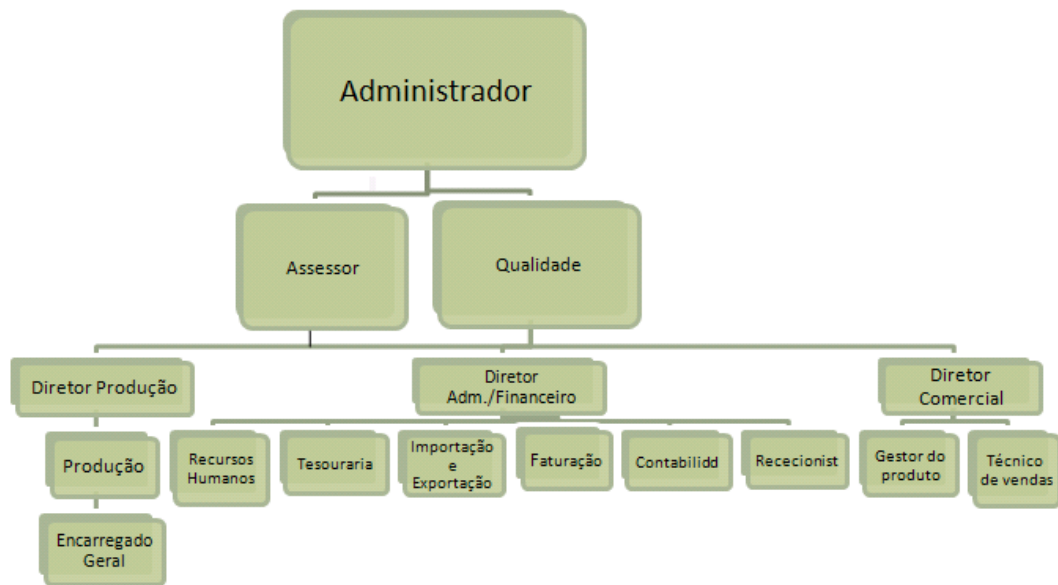 Administrador
Assessor
Qualidade
Diretor Produção
Diretor
Adm./Financeiro
Diretor
Comercial
Produção
Recursos
Humanos
Tesouraria
Importação
e
Exportação
Faturação
Contabilidd
Rececionist
Gestor do
produto
Técnico
de vendas
Encarregado
Geral